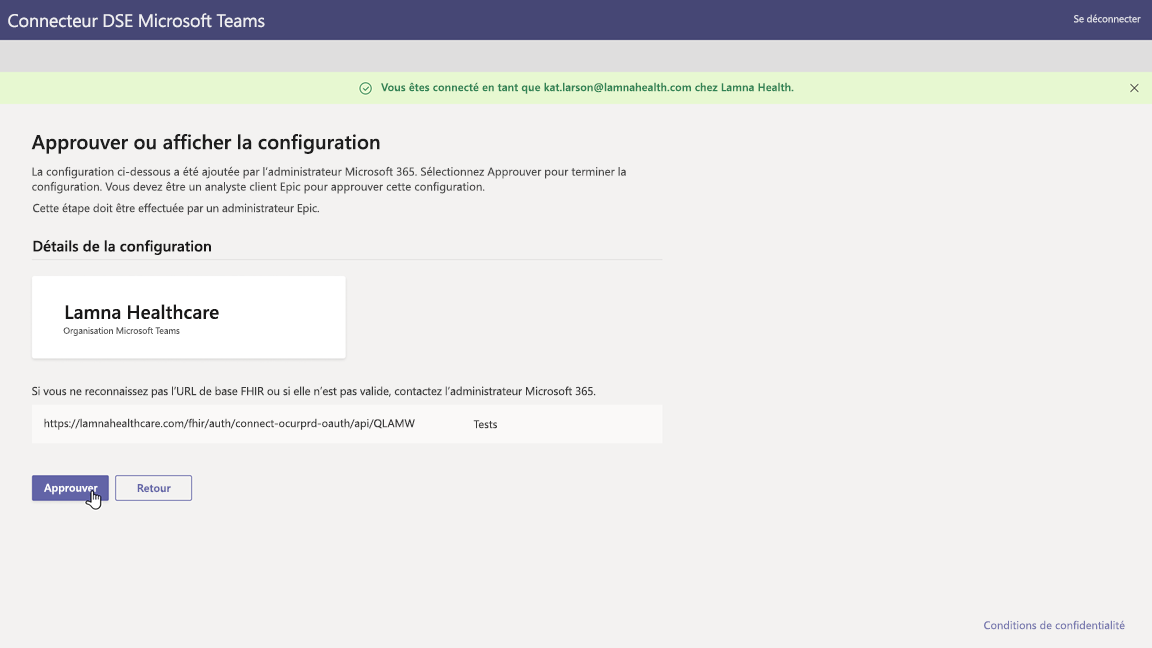 Connecteur DSE Microsoft Teams
Se déconnecter
Vous êtes connecté en tant que kat.larson@lamnahealth.com chez Lamna Health.
Approuver ou afficher la configuration
La configuration ci-dessous a été ajoutée par l'administrateur Microsoft 365. Sélectionnez Approuver pour terminer la
configuration. Vous devez être un analyste client Epic pour approuver cette configuration.
Cette étape doit être effectuée par un administrateur Epic.
Détails de la configuration
Lamna Healthcare
Organisation Microsoft Teams
Si vous ne reconnaissez pas l'URL de base FHIR ou si elle n'est pas valide, contactez l'administrateur Microsoft 365.
https://lamnahealthcare.com/fhir/auth/connect-ocurprd-oauth/api/QLAMW Tests
Approuver Retour
Conditions de confidentialité